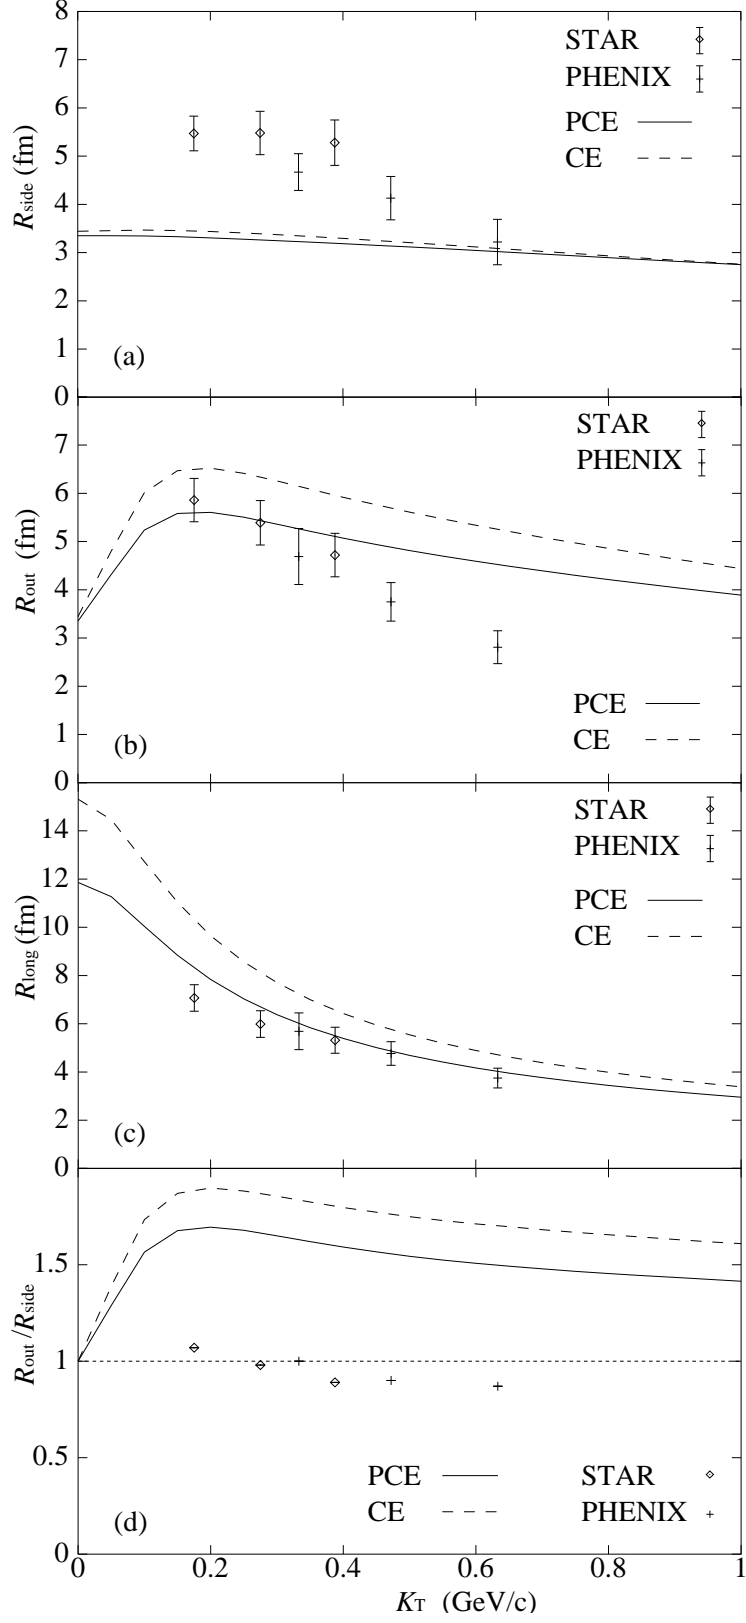 8
7
6
5
4
3
2
1
0
R_side (fm)
STAR
PHENIX
PCE
CE
(a)
7
6
5
4
3
2
1
0
R_out (fm)
STAR
PHENIX
PCE
CE
(b)
14
12
10
8
6
4
2
0
R_long (fm)
STAR
PHENIX
PCE
CE
(c)
1.5
1
0.5
0
R_out/R_side
PCE
CE
STAR
PHENIX
(d)
0 0.2 0.4 0.6 0.8 1
K_T (GeV/c)